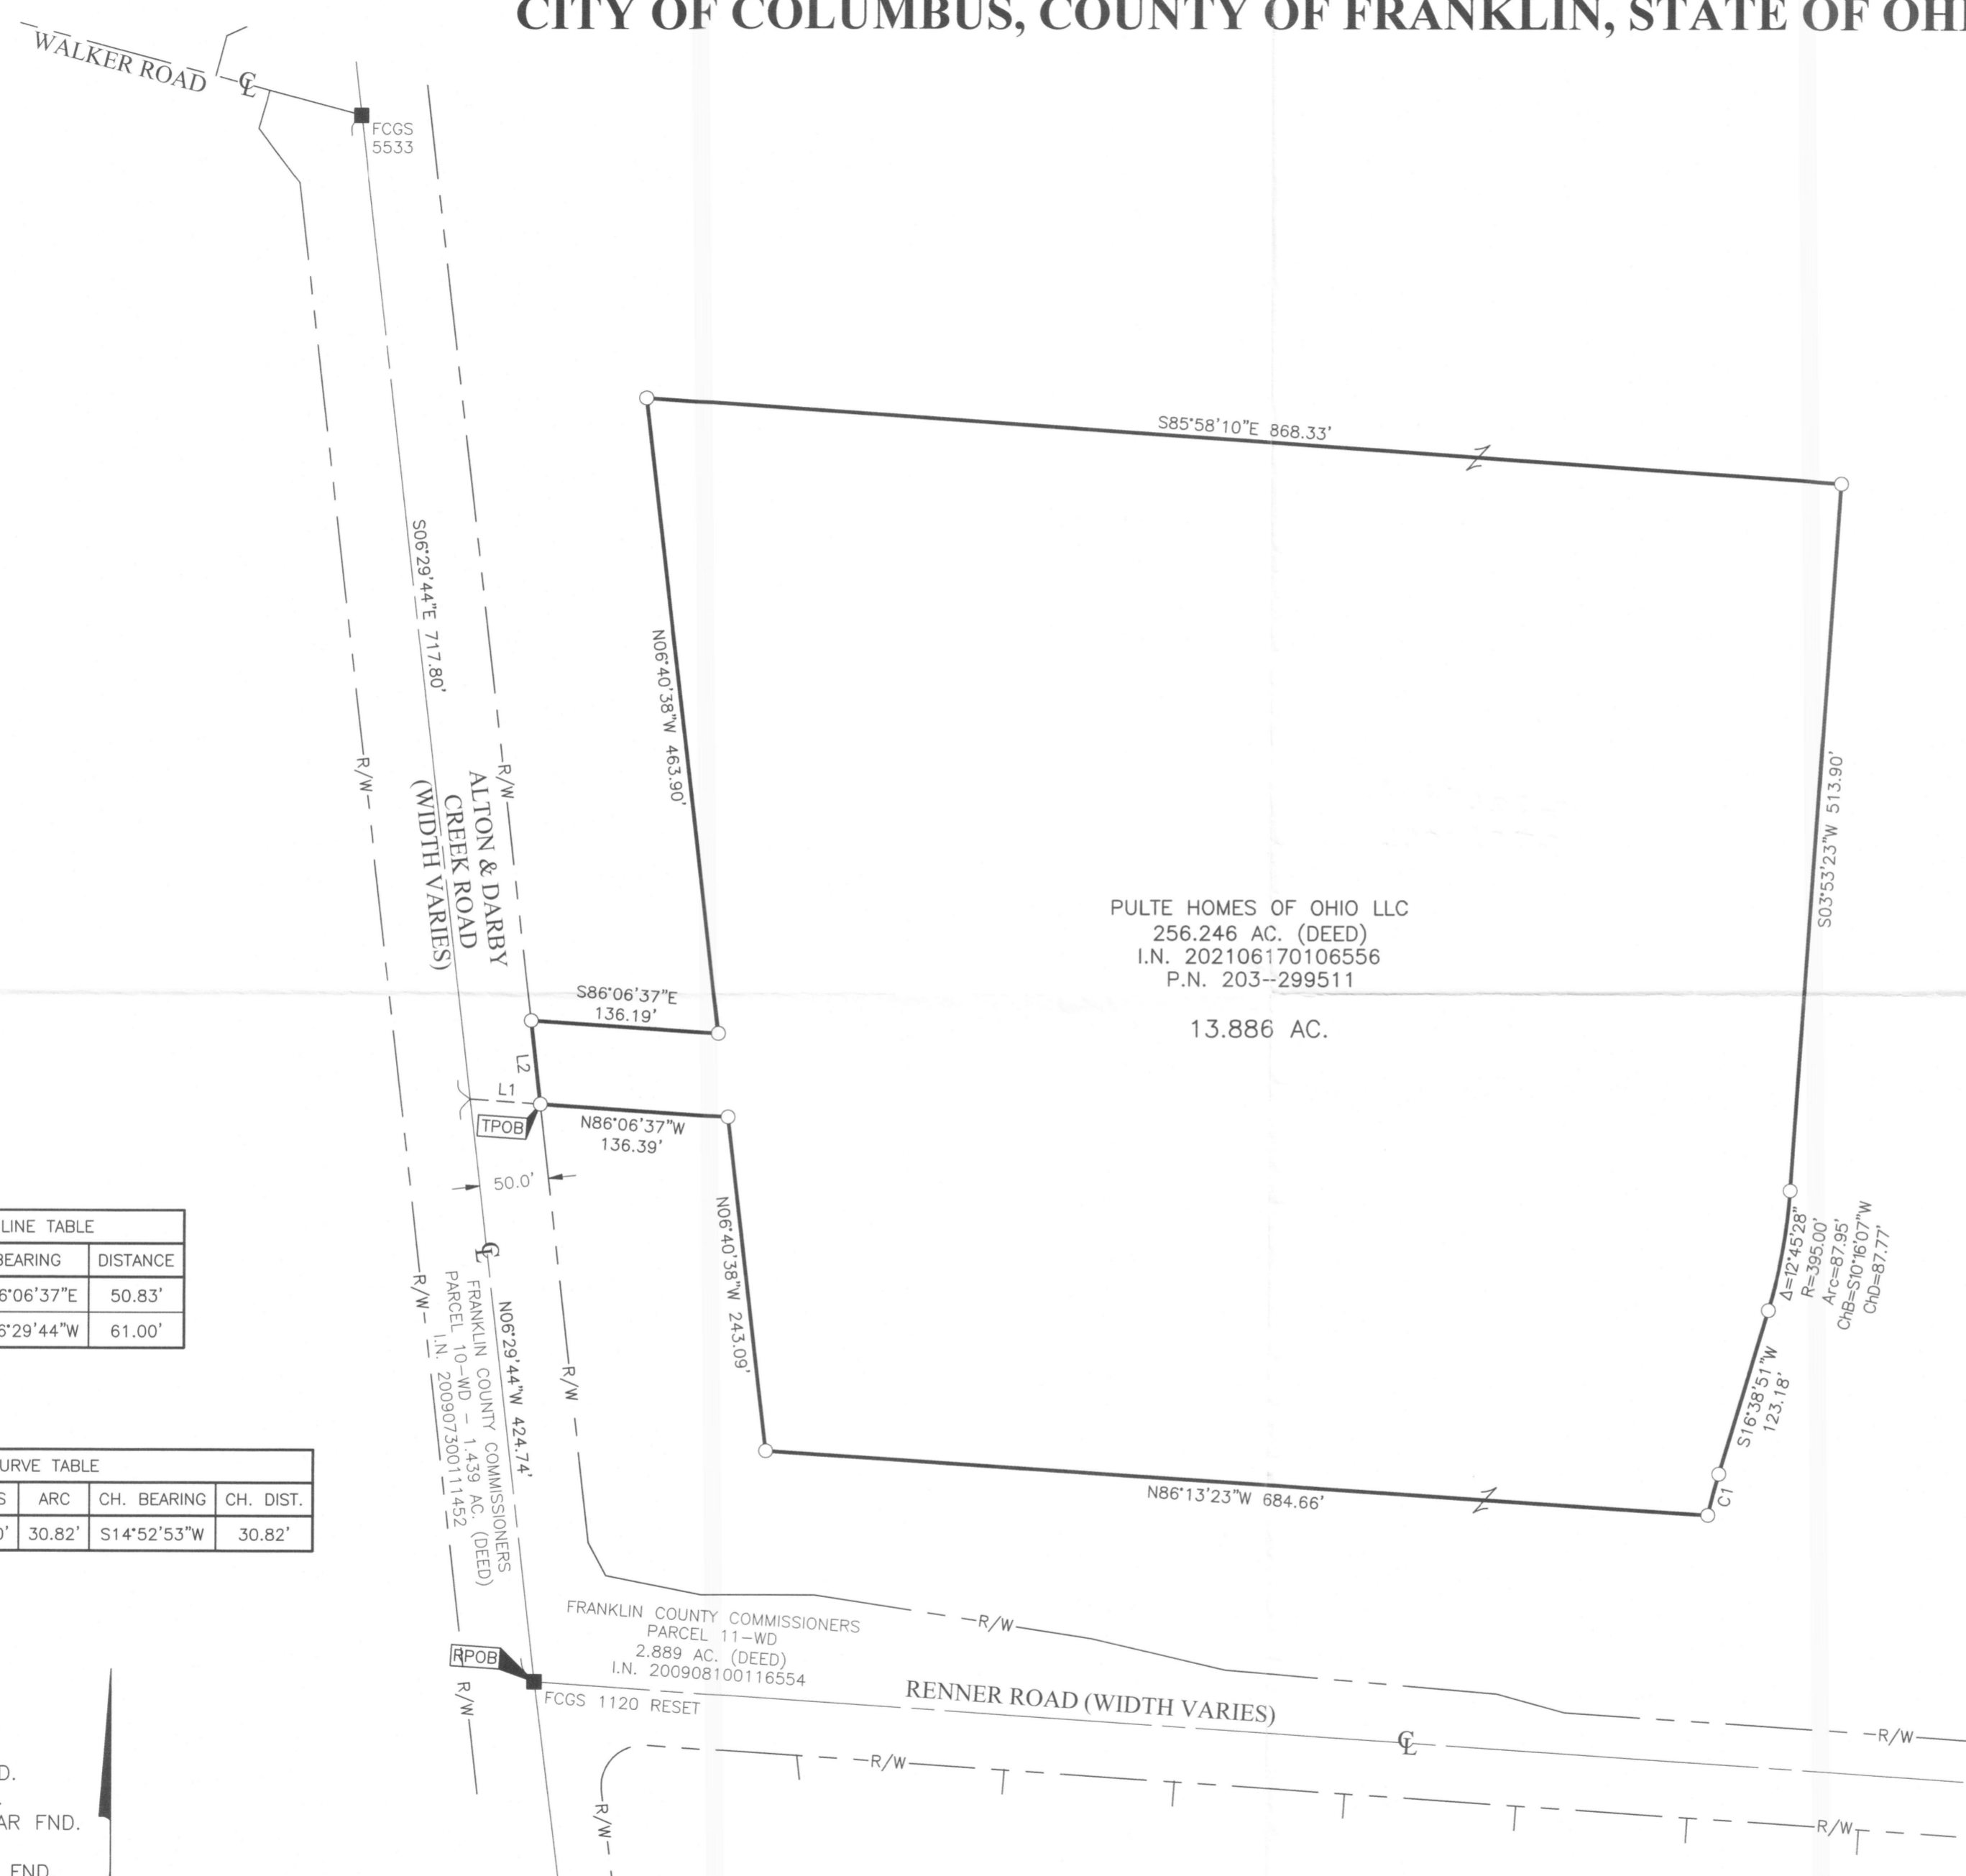 CITY OF COLUMBUS, COUNTY OF FRANKLIN, STATE OF
WALKER ROAD
℄
FCGS
5533
S85°58'10"E 868.33'
S06°29'44"E 717.80'
N06°40'38"W 463.90'
R/W
R/W
ALTON & DARBY
CREEK ROAD
(WIDTH VARIES)
S03°53'23"W 513.90'
PULTE HOMES OF OHIO LLC
256.246 AC. (DEED)
I.N. 202106170106556
P.N. 203--299511
13.886 AC.
S86°06'37"E
136.19'
L2
L1
TPOB
N86°06'37"W
136.39'
50.0'
℄
N06°40'38"W 243.09'
Δ=12°45'28"
R=395.00'
Arc=87.95'
ChB=S10°16'07"W
ChD=87.77'
LINE TABLE
BEARING DISTANCE
6°06'37"E 50.83'
6°29'44"W 61.00'
R/W
N06°29'44"W 424.74'
FRANKLIN COUNTY COMMISSIONERS
PARCEL 10-WD - 1.439 AC. (DEED)
I.N. 200907300111452
R/W
S16°38'51"W
123.18'
C1
URVE TABLE
S ARC CH. BEARING CH. DIST.
0' 30.82' S14°52'53"W 30.82'
N86°13'23"W 684.66'
FRANKLIN COUNTY COMMISSIONERS
PARCEL 11-WD
2.889 AC. (DEED)
I.N. 200908100116554
R/W
RPOB
FCGS 1120 RESET
R/W
RENNER ROAD (WIDTH VARIES)
℄
R/W
R/W
R/W
R/W
D.
AR FND.
FND